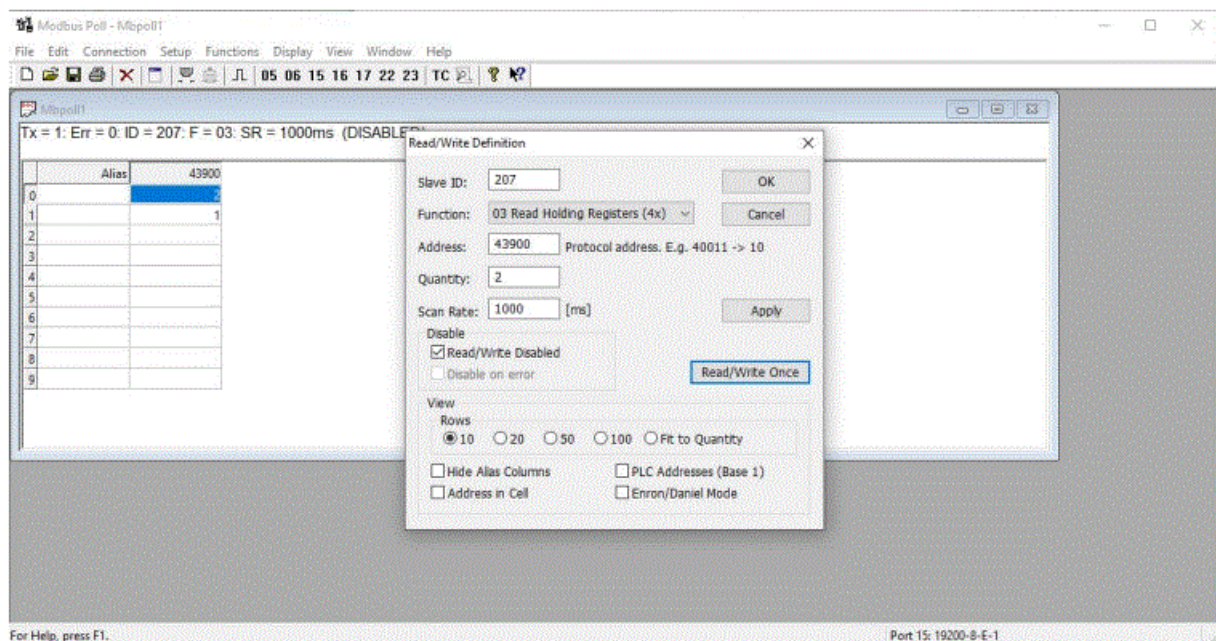 Modbus Poll - Mbpoll1
File Edit Connection Setup Functions Display View Window Help
05 06 15 16 17 22 23 TC
Mbpoll1
Tx = 1: Err = 0: ID = 207: F = 03: SR = 1000ms (DISABLED)
Alias 43900
0 2
1 1
2
3
4
5
6
7
8
9
Read/Write Definition
Slave ID: 207 OK
Function: 03 Read Holding Registers (4x) Cancel
Address: 43900 Protocol address. E.g. 40011 -> 10
Quantity: 2
Scan Rate: 1000 [ms] Apply
Disable
Read/Write Disabled
Disable on error Read/Write Once
View
Rows
10 20 50 100 Fit to Quantity
Hide Alias Columns PLC Addresses (Base 1)
Address in Cell Enron/Daniel Mode
For Help, press F1. Port 15: 19200-8-E-1